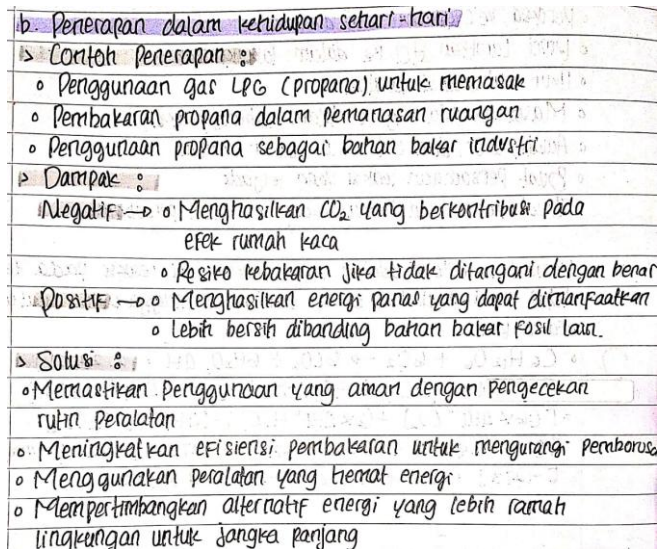 b. Penerapan dalam kehidupan sehari-hari
▷ Contoh Penerapan :
∘ Penggunaan gas LPG (propana) untuk memasak
∘ Pembakaran propana dalam pemanasan ruangan
∘ Penggunaan propana sebagai bahan bakar industri
▷ Dampak :
Negatif → ∘ Menghasilkan CO₂ yang berkontribusi pada
efek rumah kaca
∘ Resiko kebakaran jika tidak ditangani dengan benar
Positif → ∘ Menghasilkan energi panas yang dapat dimanfaatkan
∘ Lebih bersih dibanding bahan bakar fosil lain.
▷ Solusi :
∘ Memastikan penggunaan yang aman dengan pengecekan
rutin peralatan
∘ Meningkatkan efisiensi pembakaran untuk mengurangi pemborosa
∘ Menggunakan peralatan yang hemat energi
∘ Mempertimbangkan alternatif energi yang lebih ramah
lingkungan untuk jangka panjang